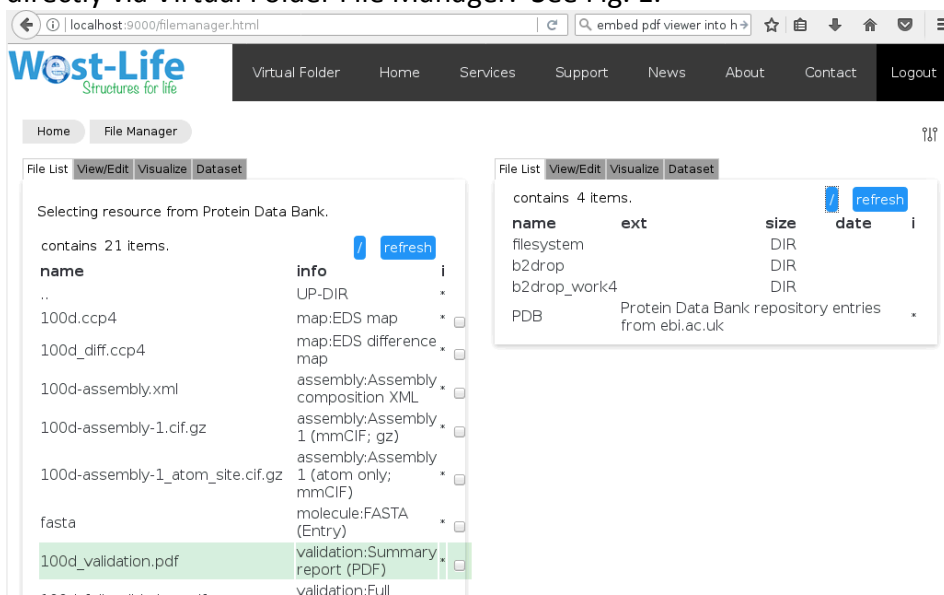 directly via Virtual Folder File Manager. See Fig. 2.
localhost:9000/filemanager.html
embed pdf viewer into h
West-Life
Structures for life
Virtual Folder Home Services Support News About Contact Logout
Home File Manager
File List View/Edit Visualize Dataset
Selecting resource from Protein Data Bank.
contains 21 items. / refresh
name info i
.. UP-DIR *
100d.ccp4 map:EDS map *
100d_diff.ccp4 map:EDS difference map *
100d-assembly.xml assembly:Assembly composition XML *
100d-assembly-1.cif.gz assembly:Assembly 1 (mmCIF; gz) *
100d-assembly-1_atom_site.cif.gz assembly:Assembly 1 (atom only; mmCIF) *
fasta molecule:FASTA (Entry) *
100d_validation.pdf validation:Summary report (PDF) *
validation:Full
File List View/Edit Visualize Dataset
contains 4 items. / refresh
name ext size date i
filesystem DIR
b2drop DIR
b2drop_work4 DIR
PDB Protein Data Bank repository entries from ebi.ac.uk *